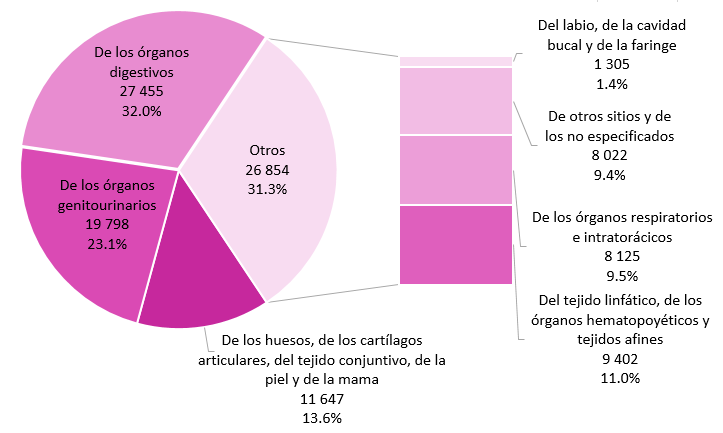 De los órganos
digestivos
27 455
32.0%
Otros
26 854
31.3%
De los órganos
genitourinarios
19 798
23.1%
De los huesos, de los cartílagos
articulares, del tejido conjuntivo, de la
piel y de la mama
11 647
13.6%
Del labio, de la cavidad
bucal y de la faringe
1 305
1.4%
De otros sitios y de
los no especificados
8 022
9.4%
De los órganos respiratorios
e intratorácicos
8 125
9.5%
Del tejido linfático, de los
órganos hematopoyéticos y
tejidos afines
9 402
11.0%